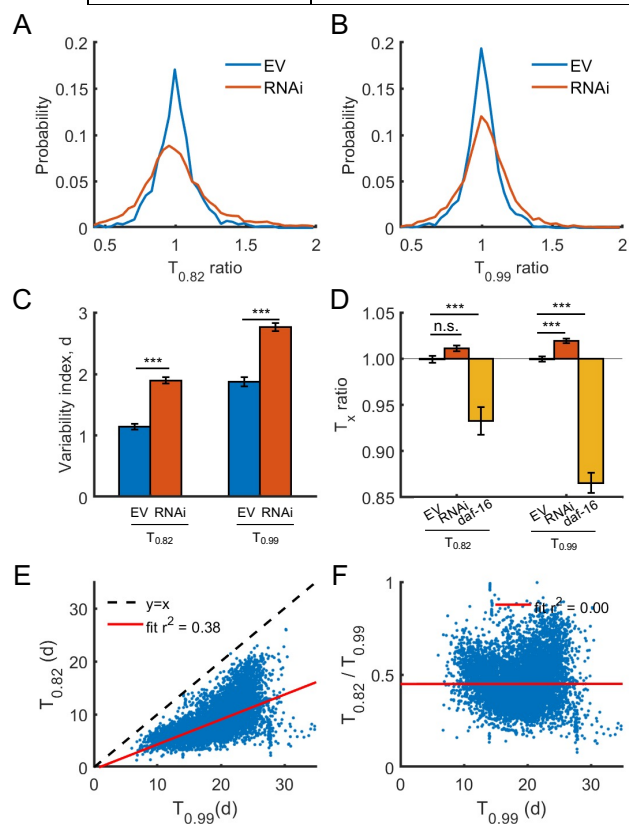 A
0.2
0.15
0.1
0.05
0
Probability
EV
RNAi
0.5 1 1.5 2
T0.82 ratio
B
0.2
0.15
0.1
0.05
0
Probability
EV
RNAi
0.5 1 1.5 2
T0.99 ratio
C
3
2
1
0
Variability index, d
***
***
EV RNAi
EV RNAi
T0.82
T0.99
D
1.05
1.00
0.95
0.90
0.85
Tx ratio
***
n.s.
***
***
EV RNAi daf-16
EV RNAi daf-16
T0.82
T0.99
E
30
20
10
0
T0.82 (d)
y=x
fit r2 = 0.38
0 10 20 30
T0.99(d)
F
1
0.5
0
T0.82 / T0.99
fit r2 = 0.00
0 10 20 30
T0.99 (d)